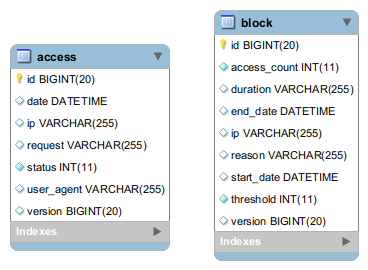 access
id BIGINT(20)
date DATETIME
ip VARCHAR(255)
request VARCHAR(255)
status INT(11)
user_agent VARCHAR(255)
version BIGINT(20)
Indexes
block
id BIGINT(20)
access_count INT(11)
duration VARCHAR(255)
end_date DATETIME
ip VARCHAR(255)
reason VARCHAR(255)
start_date DATETIME
threshold INT(11)
version BIGINT(20)
Indexes